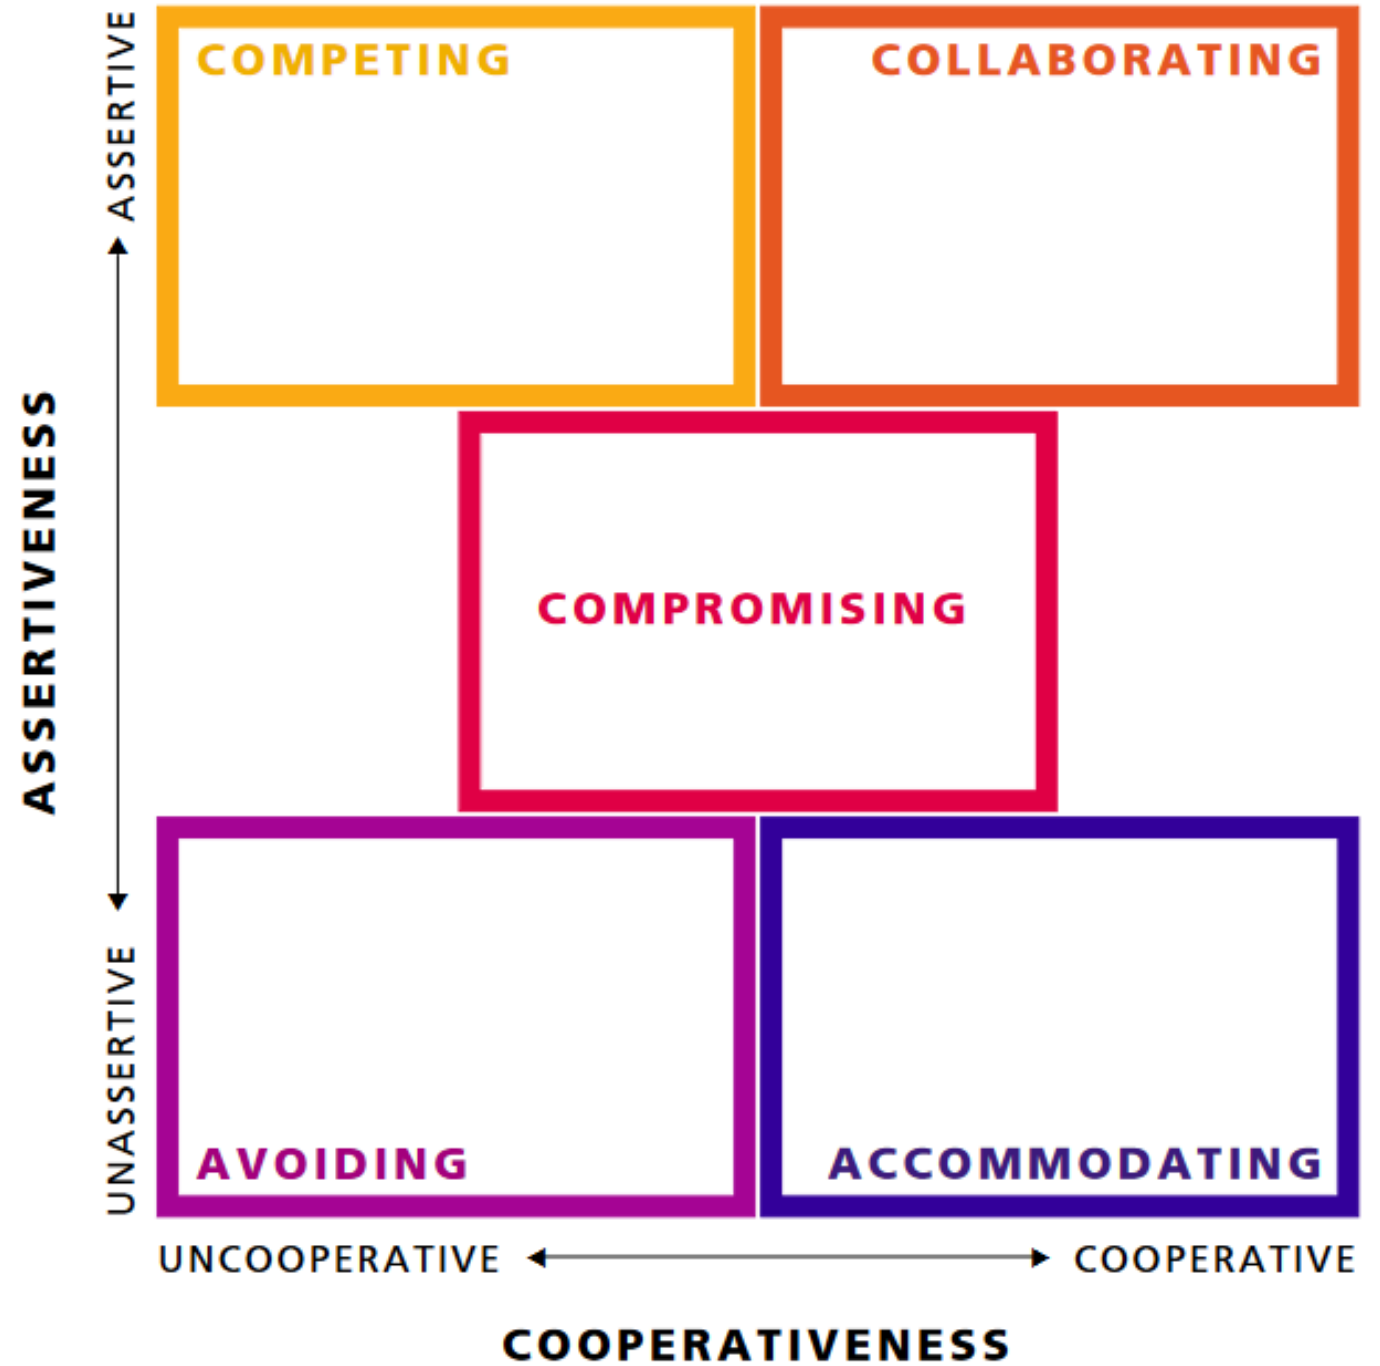 ASSERTIVENESS
ASSERTIVE
UNASSERTIVE
COMPETING
COLLABORATING
COMPROMISING
AVOIDING
ACCOMMODATING
UNCOOPERATIVE
COOPERATIVE
COOPERATIVENESS